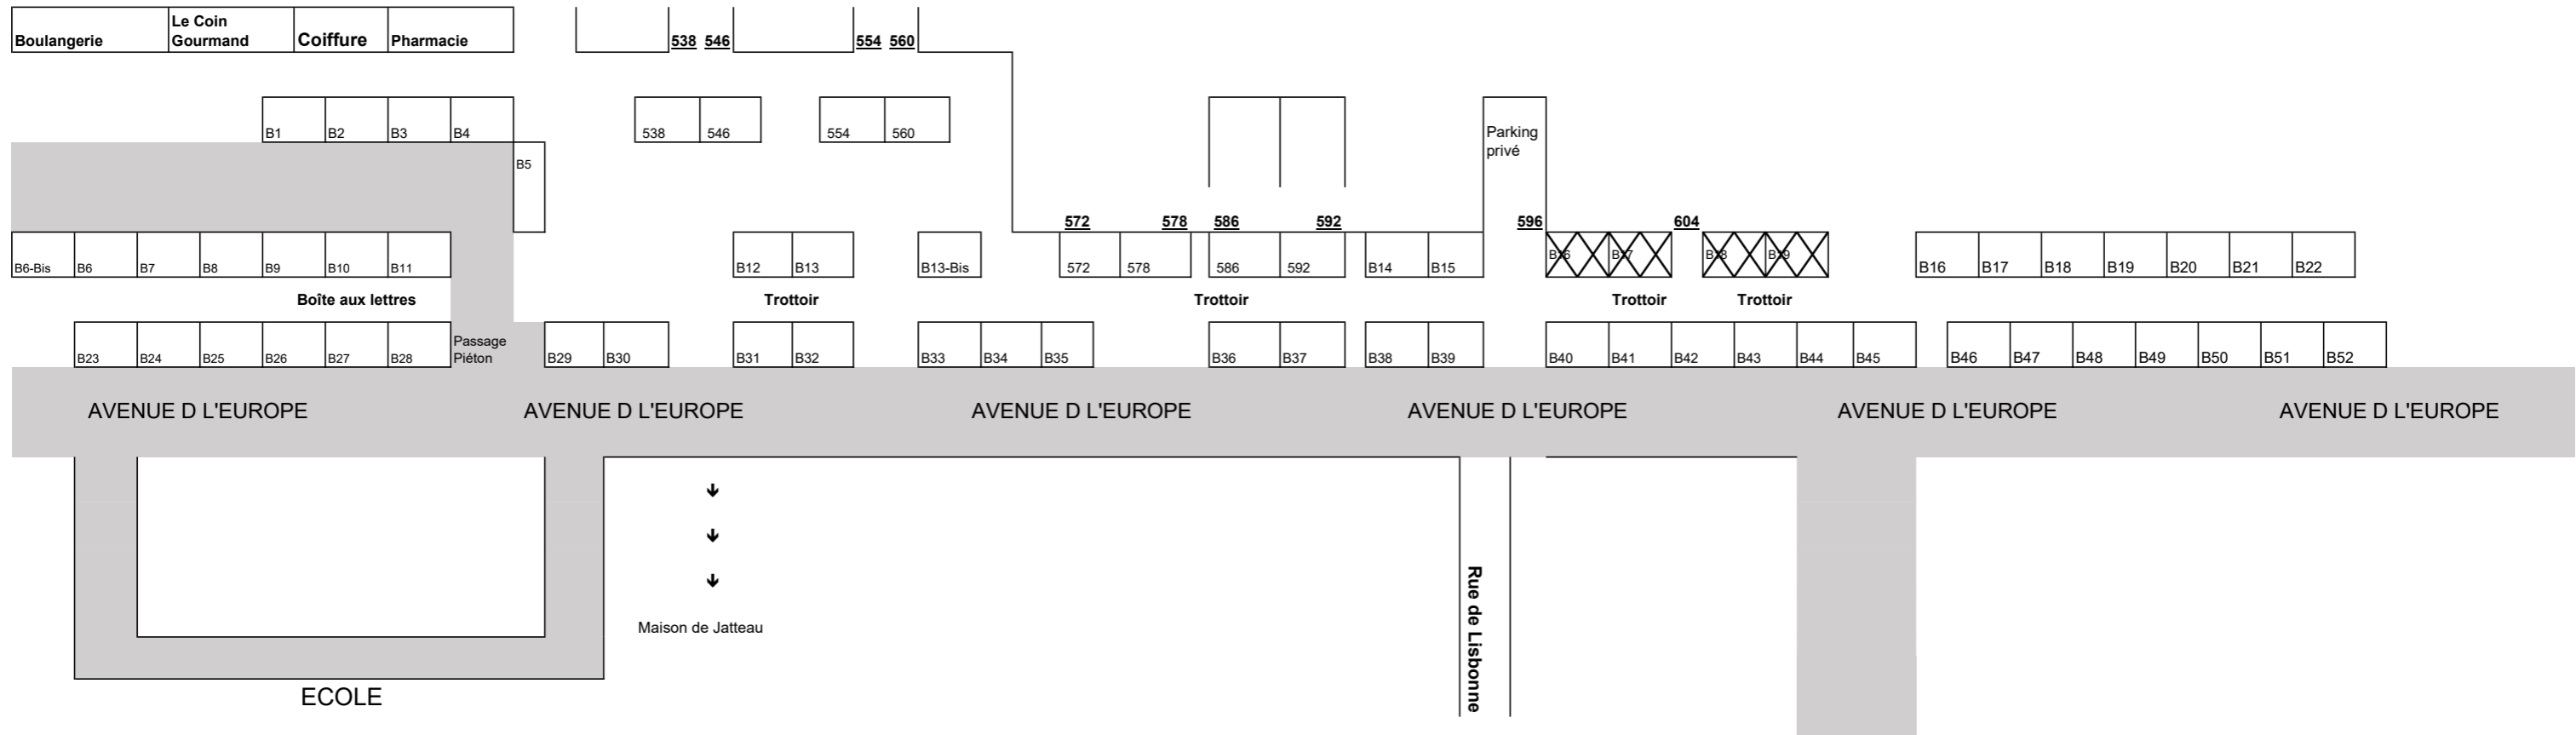 Boulangerie Le Coin Gourmand Coiffure Pharmacie 538 546 554 560
B1 B2 B3 B4 538 546 554 560 Parking privé
B5
572 578 586 592 596 604
B6-Bis B6 B7 B8 B9 B10 B11 B12 B13 B13-Bis 572 578 586 592 B14 B15 B16 B17 B18 B19 B16 B17 B18 B19 B20 B21 B22
Boîte aux lettres Trottoir Trottoir Trottoir Trottoir
B23 B24 B25 B26 B27 B28 Passage Piéton B29 B30 B31 B32 B33 B34 B35 B36 B37 B38 B39 B40 B41 B42 B43 B44 B45 B46 B47 B48 B49 B50 B51 B52
AVENUE D L'EUROPE AVENUE D L'EUROPE AVENUE D L'EUROPE AVENUE D L'EUROPE AVENUE D L'EUROPE AVENUE D L'EUROPE
Maison de Jatteau
Rue de Lisbonne
ECOLE